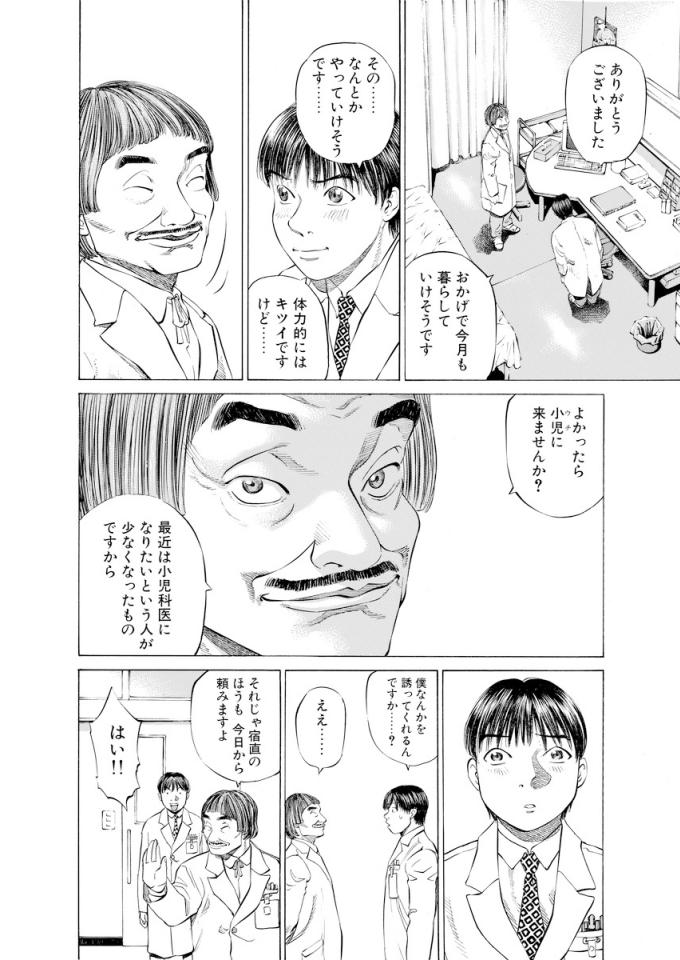 ありがとう
ございました
おかげで今月も
暮らして
いけそうです
その……
なんとか
やっていけそう
です……
体力的には
キツイです
けど……
よかったら
小児に
ウチ
来ませんか？
最近は小児科医に
なりたいという人が
少なくなったもの
ですから
僕なんかを
誘ってくれるん
ですか……？
ええ……
それじゃ宿直の
ほうも 今日から
頼みますよ
はい!!